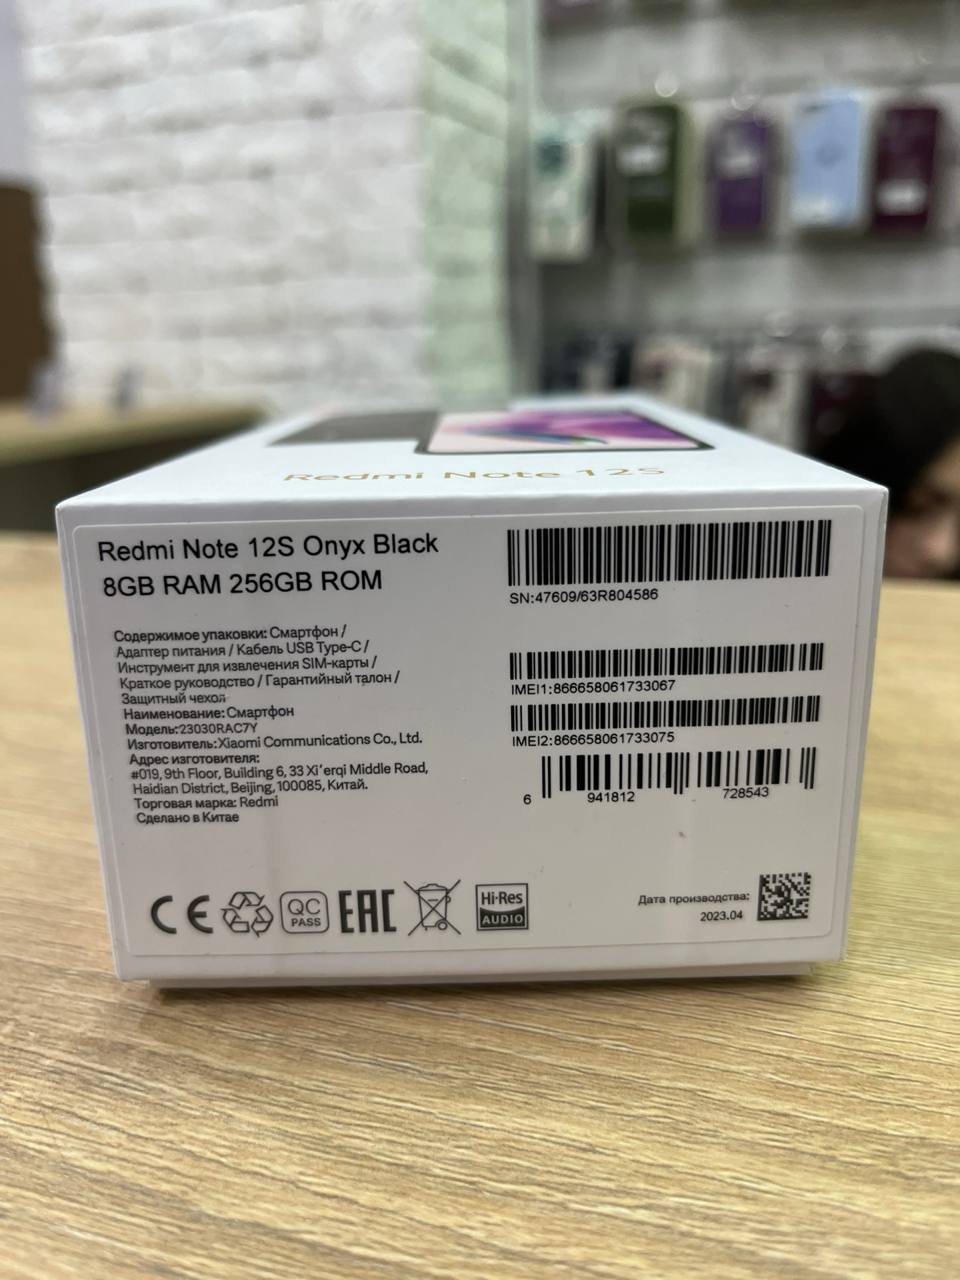 Redmi Note 12S
Redmi Note 12S Onyx Black
8GB RAM 256GB ROM
Содержимое упаковки: Смартфон /
Адаптер питания / Кабель USB Type-C /
Инструмент для извлечения SIM-карты /
Краткое руководство / Гарантийный талон /
Защитный чехол
Наименование: Смартфон
Модель:23030RAC7Y
Изготовитель:Xiaomi Communications Co., Ltd.
Адрес изготовителя:
#019, 9th Floor, Building 6, 33 Xi'erqi Middle Road,
Haidian District, Beijing, 100085, Китай.
Торговая марка: Redmi
Сделано в Китае
SN:47609/63R804586
IMEI1:866658061733067
IMEI2:866658061733075
6 941812 728543
CE
QC
PASS
EAC
Hi-Res
AUDIO
Дата производства:
2023.04